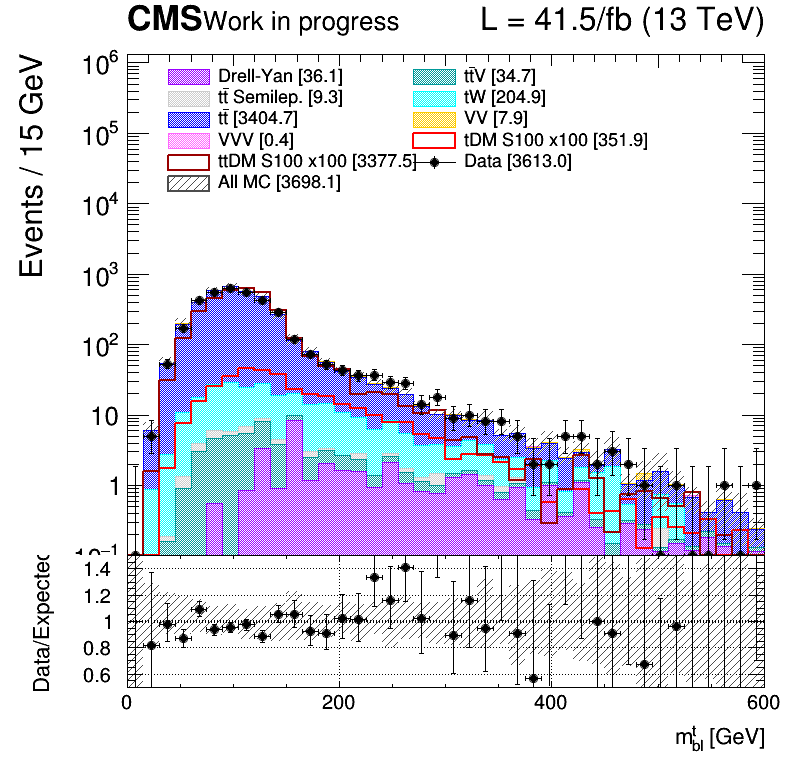 CMS Work in progress L = 41.5/fb (13 TeV)
Events / 15 GeV
10⁶
10⁵
10⁴
10³
10²
10
1
10⁻¹
Drell-Yan [36.1]
tt̄V [34.7]
tt̄ Semilep. [9.3]
tW [204.9]
tt̄ [3404.7]
VV [7.9]
VVV [0.4]
tDM S100 x100 [351.9]
ttDM S100 x100 [3377.5]
Data [3613.0]
All MC [3698.1]
Data/Expected
1.4
1.2
1
0.8
0.6
0 200 400 600
mᵗbl [GeV]